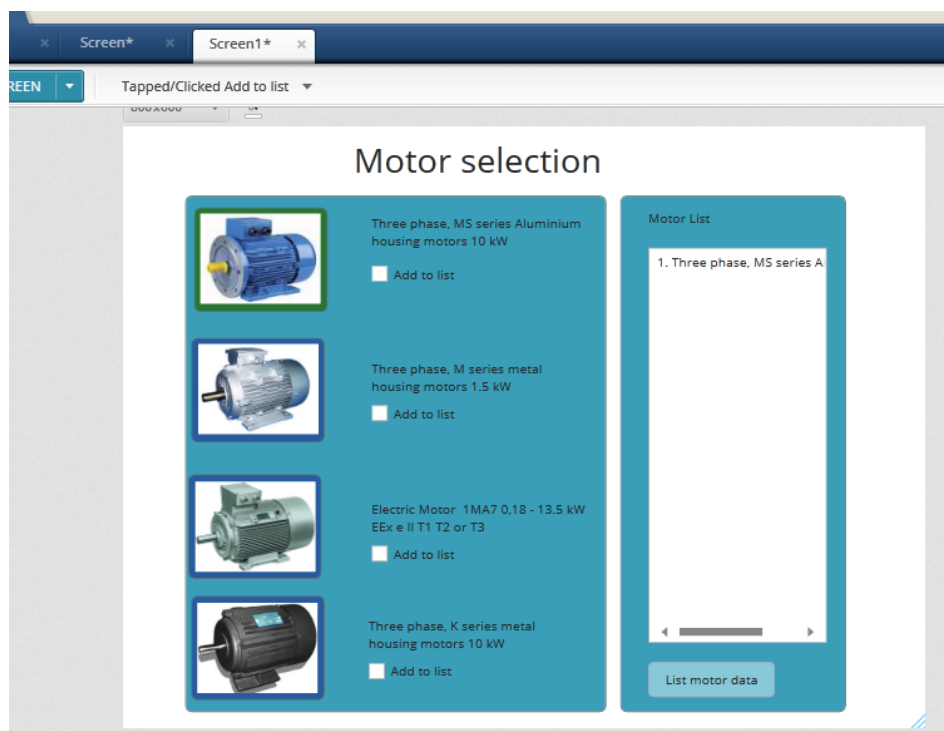 Screen*
Screen1*
REEN
Tapped/Clicked Add to list
Motor selection
Three phase, MS series Aluminium
housing motors 10 kW
Add to list
Three phase, M series metal
housing motors 1.5 kW
Add to list
Electric Motor 1MA7 0,18 - 13.5 kW
EEx e II T1 T2 or T3
Add to list
Three phase, K series metal
housing motors 10 kW
Add to list
Motor List
1. Three phase, MS series A
List motor data